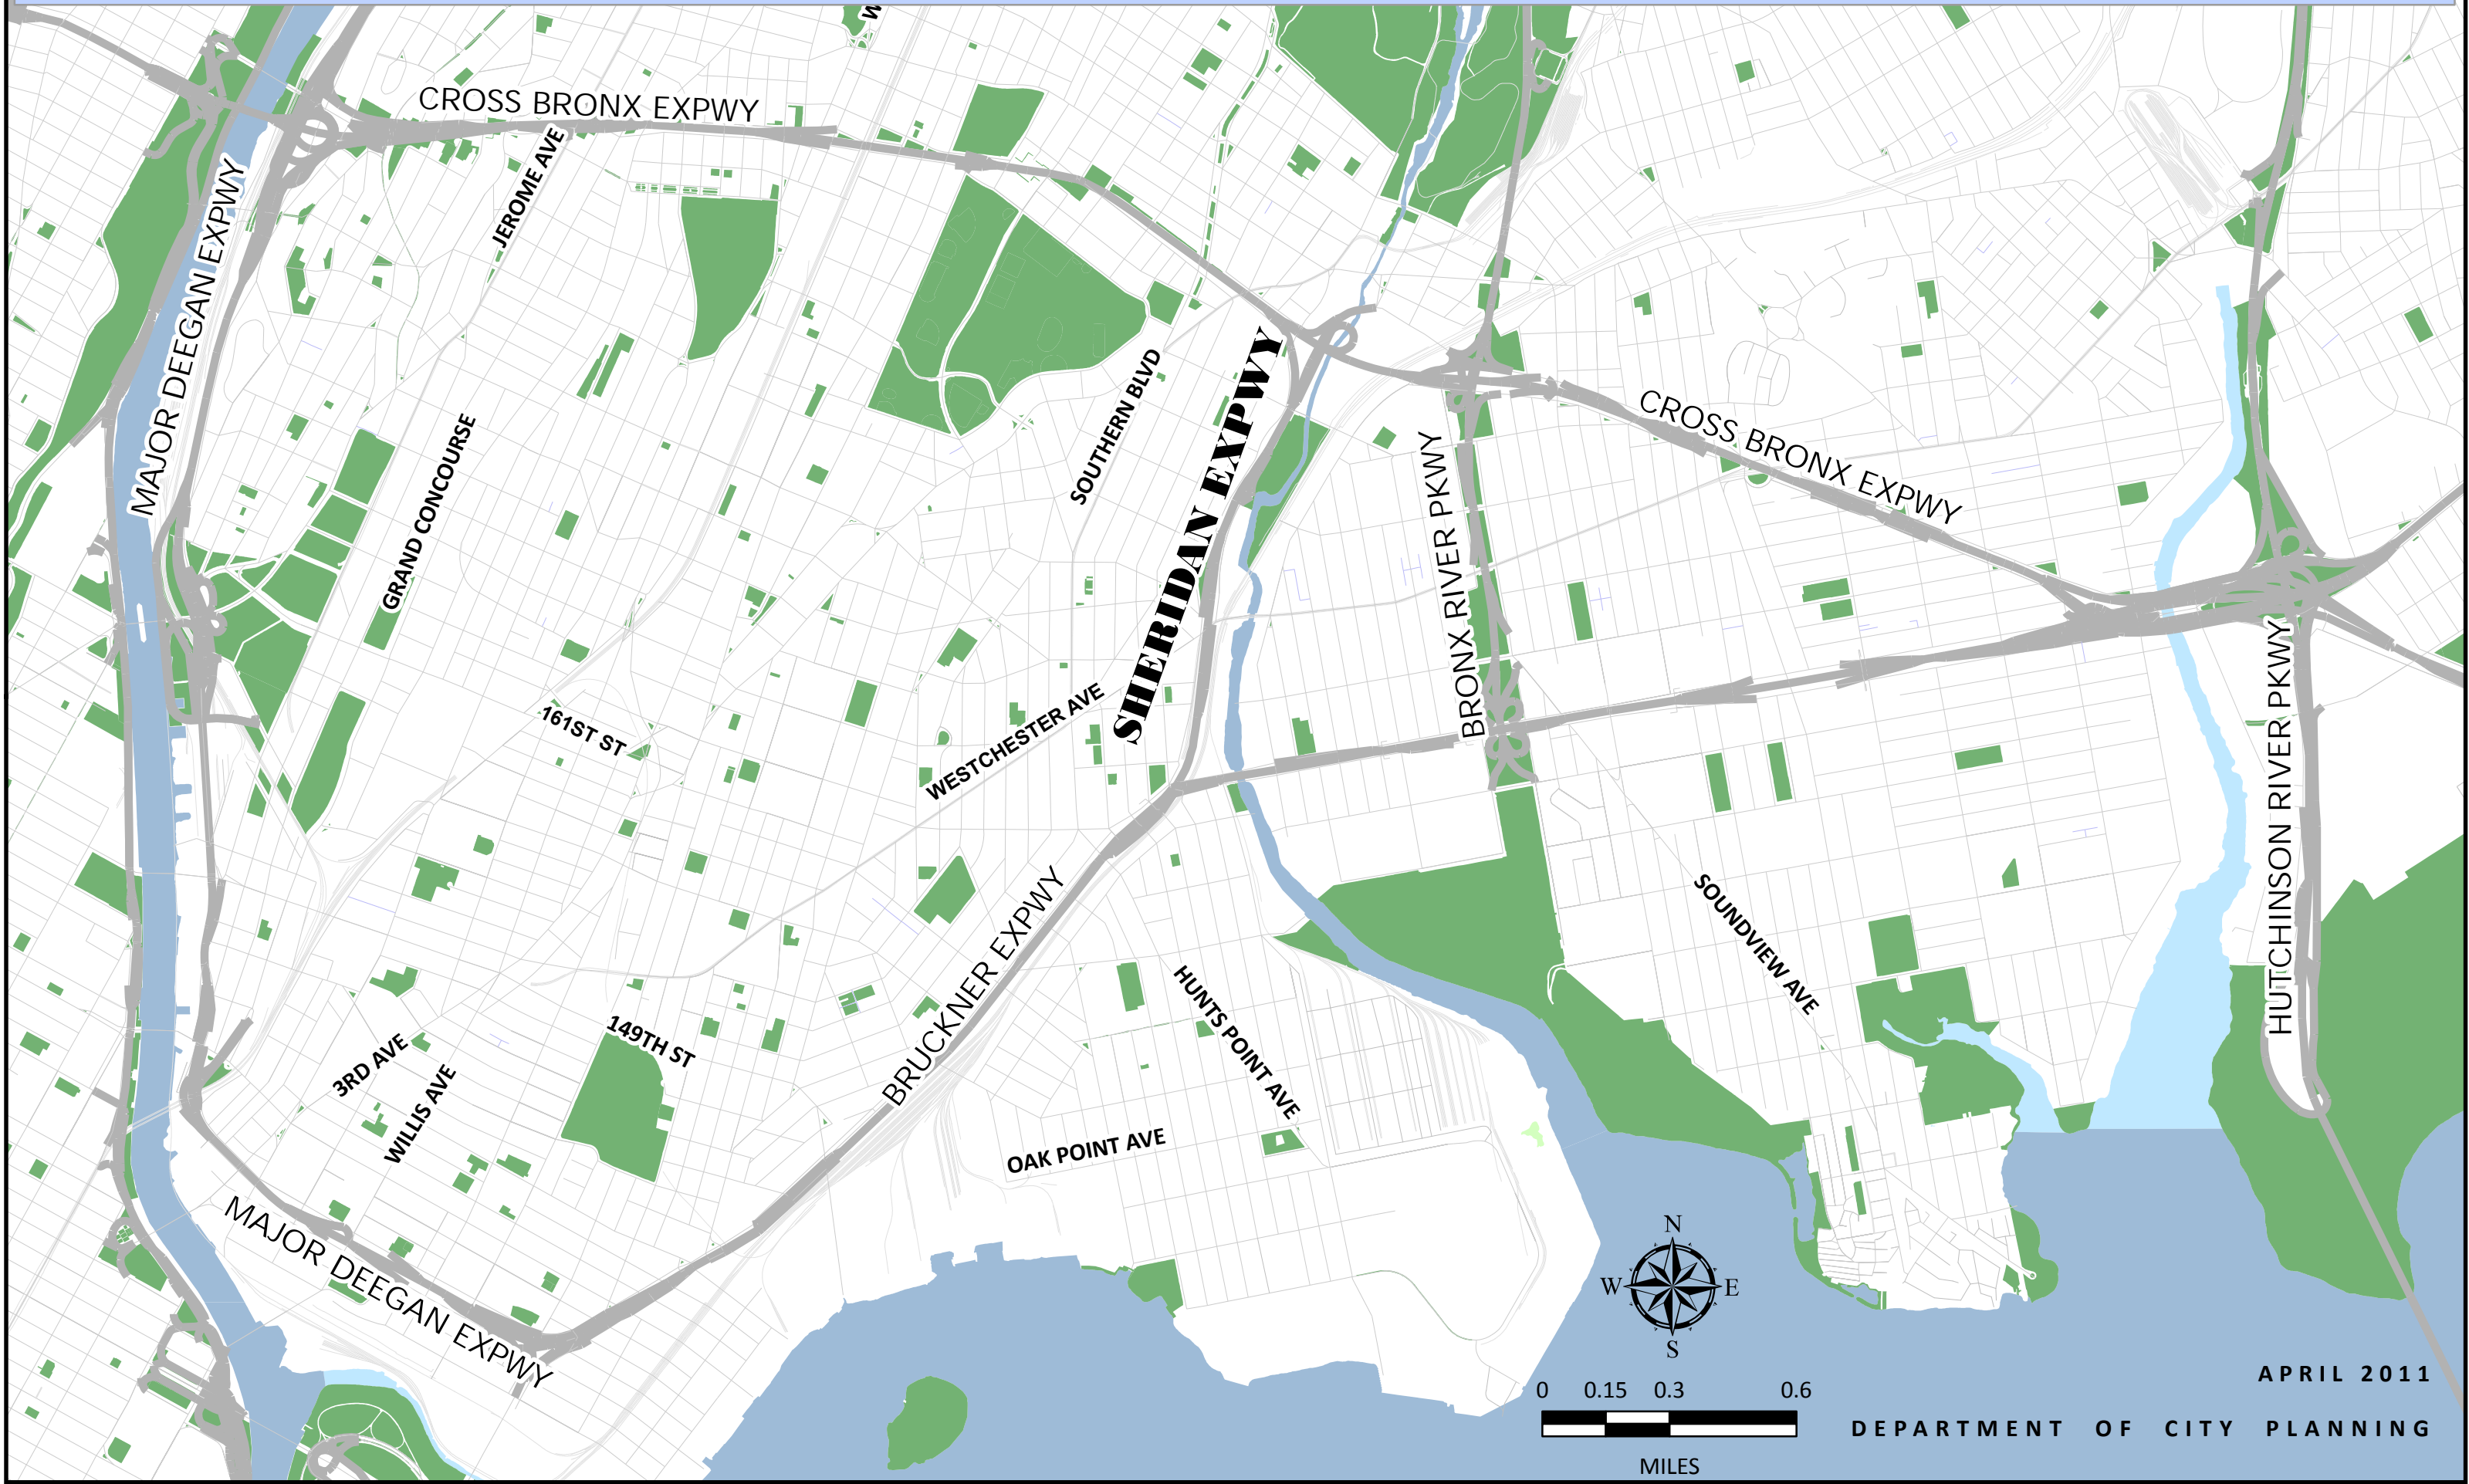 W
CROSS BRONX EXPWY
JEROME AVE
MAJOR DEEGAN EXPWY
SOUTHERN BLVD
SHERIDAN EXPWY
GRAND CONCOURSE
BRONX RIVER PKWY
CROSS BRONX EXPWY
161ST ST
WESTCHESTER AVE
HUTCHINSON RIVER PKWY
BRUCKNER EXPWY
SOUNDVIEW AVE
HUNTS POINT AVE
149TH ST
3RD AVE
WILLIS AVE
OAK POINT AVE
MAJOR DEEGAN EXPWY
N
W E
S
0 0.15 0.3 0.6
MILES
APRIL 2011
DEPARTMENT OF CITY PLANNING